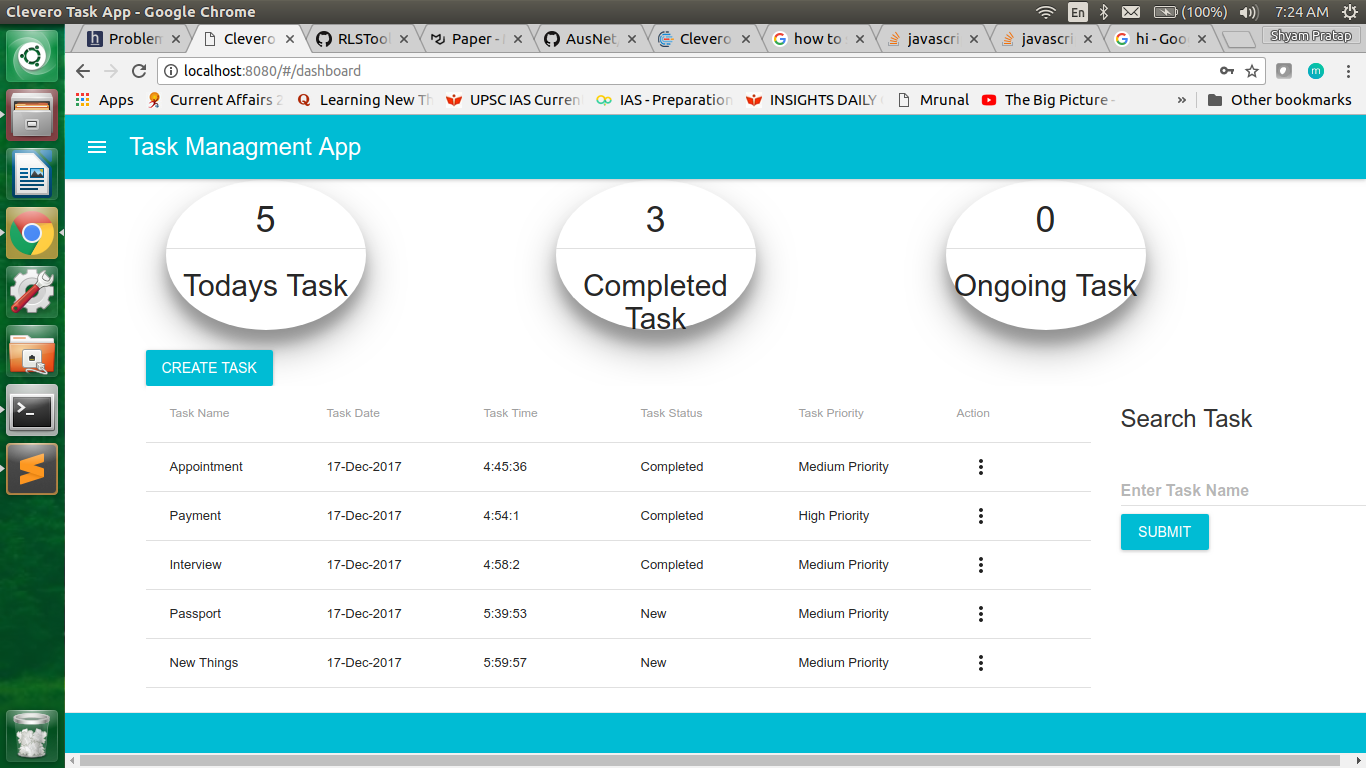 Clevero Task App - Google Chrome
En
(100%)
7:24 AM
Problem
Clevero
RLSTool
Paper -
AusNet,
Clevero
how to
javascri
javascri
hi - Goo
Shyam Pratap
localhost:8080/#/dashboard
m
Apps
Current Affairs 2
Learning New Th
UPSC IAS Curren
IAS - Preparation
INSIGHTS DAILY
Mrunal
The Big Picture -
»
Other bookmarks
Task Managment App
5
Todays Task
3
Completed
Task
0
Ongoing Task
CREATE TASK
Task Name Task Date Task Time Task Status Task Priority Action
Appointment 17-Dec-2017 4:45:36 Completed Medium Priority
Payment 17-Dec-2017 4:54:1 Completed High Priority
Interview 17-Dec-2017 4:58:2 Completed Medium Priority
Passport 17-Dec-2017 5:39:53 New Medium Priority
New Things 17-Dec-2017 5:59:57 New Medium Priority
Search Task
Enter Task Name
SUBMIT